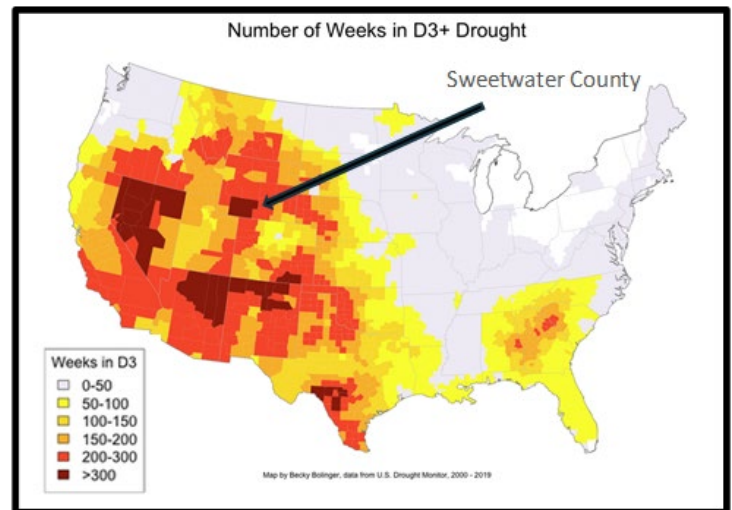 Number of Weeks in D3+ Drought
Sweetwater County
Weeks in D3
0-50
50-100
100-150
150-200
200-300
>300
Map by Becky Bolinger, data from U.S. Drought Monitor, 2000 - 2019